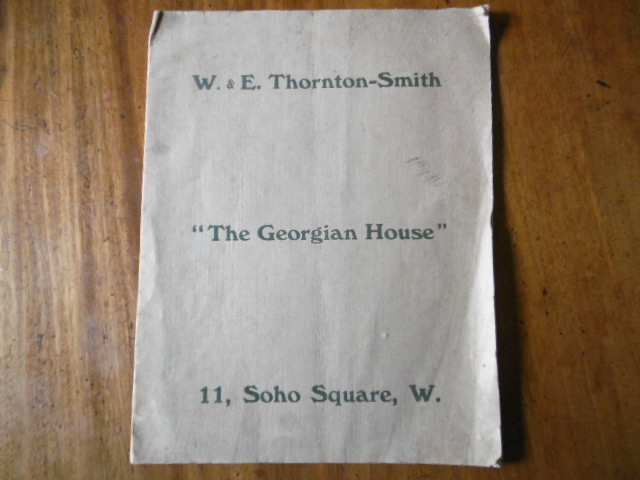 W. & E. Thornton-Smith
"The Georgian House"
11, Soho Square, W.